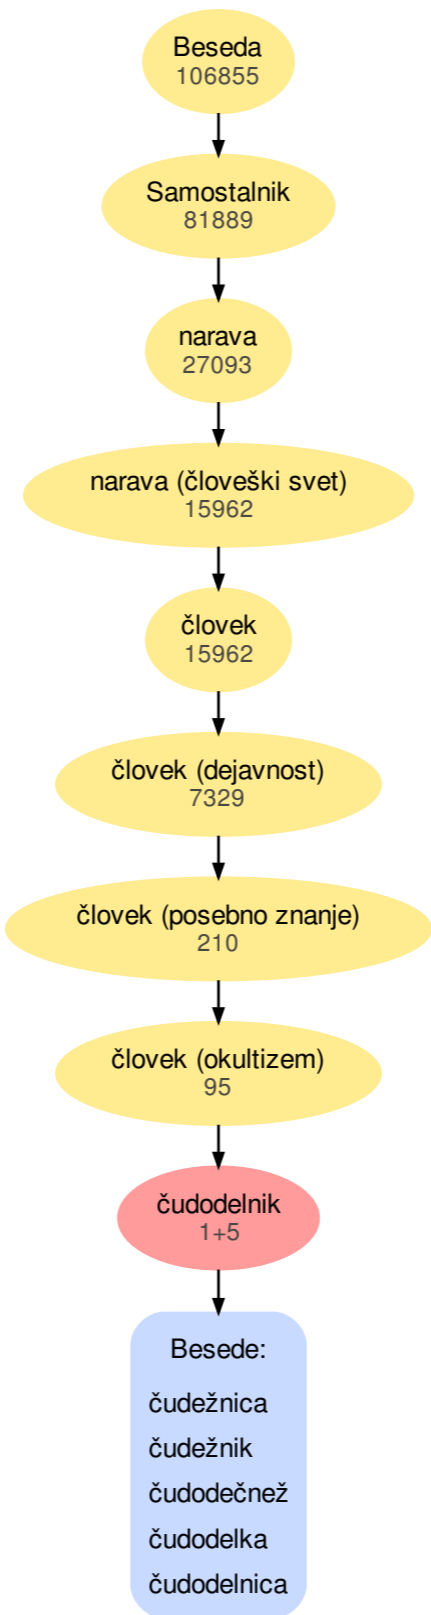 Beseda
106855
Samostalnik
81889
narava
27093
narava (človeški svet)
15962
človek
15962
človek (dejavnost)
7329
človek (posebno znanje)
210
človek (okultizem)
95
čudodelnik
1+5
Besede:
čudežnica
čudežnik
čudodečnež
čudodelka
čudodelnica